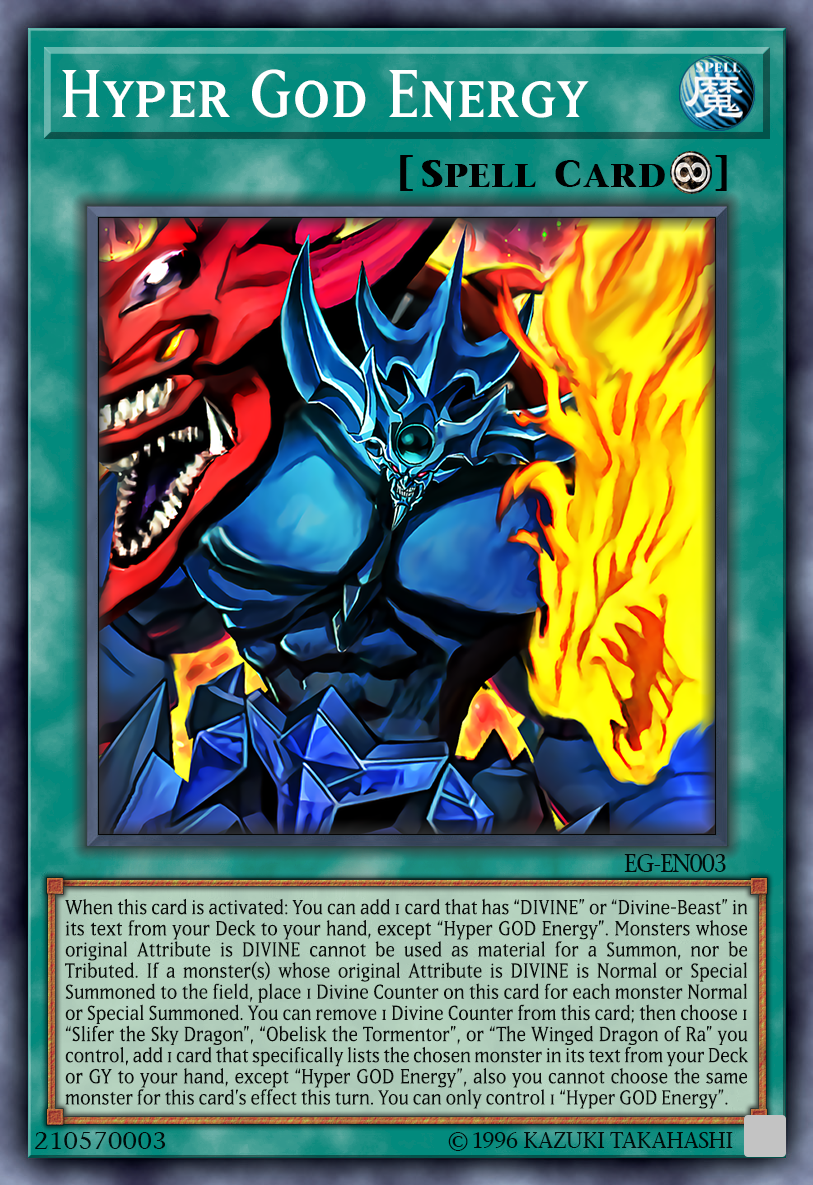 Hyper God Energy
SPELL
魔
[Spell Card]
EG-EN003
When this card is activated: You can add 1 card that has “DIVINE” or “Divine-Beast” in
its text from your Deck to your hand, except “Hyper GOD Energy”. Monsters whose
original Attribute is DIVINE cannot be used as material for a Summon, nor be
Tributed. If a monster(s) whose original Attribute is DIVINE is Normal or Special
Summoned to the field, place 1 Divine Counter on this card for each monster Normal
or Special Summoned. You can remove 1 Divine Counter from this card; then choose 1
“Slifer the Sky Dragon”, “Obelisk the Tormentor”, or “The Winged Dragon of Ra” you
control, add 1 card that specifically lists the chosen monster in its text from your Deck
or GY to your hand, except “Hyper GOD Energy”, also you cannot choose the same
monster for this card’s effect this turn. You can only control 1 “Hyper GOD Energy”.
210570003
© 1996 KAZUKI TAKAHASHI